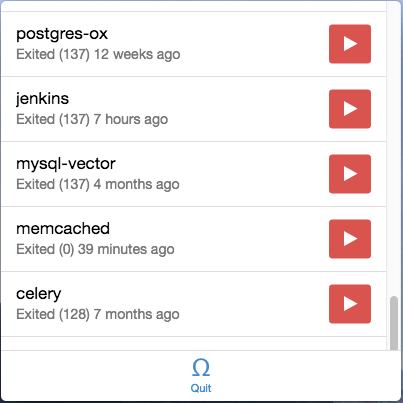 postgres-ox
Exited (137) 12 weeks ago
jenkins
Exited (137) 7 hours ago
mysql-vector
Exited (137) 4 months ago
memcached
Exited (0) 39 minutes ago
celery
Exited (128) 7 months ago
Ω
Quit